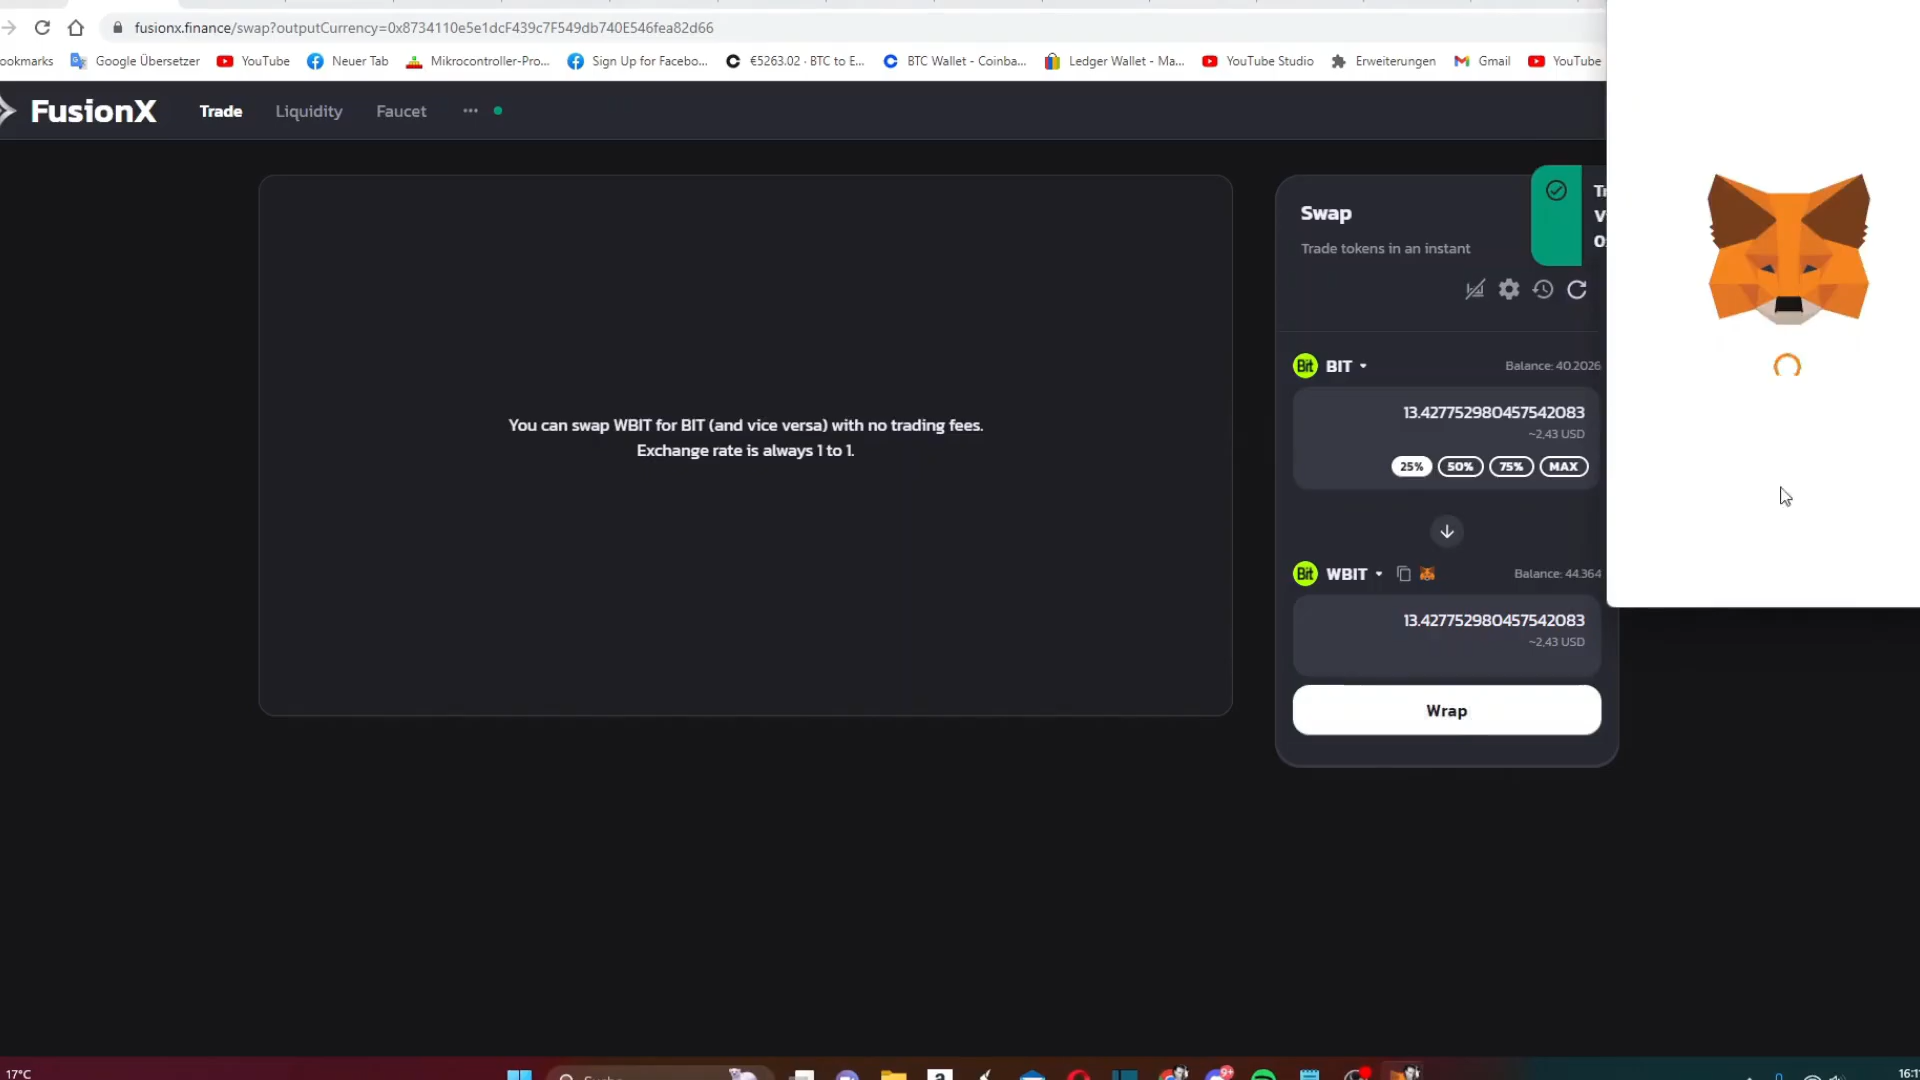 fusionx.finance/swap?outputCurrency=0x8734110e5e1dcF439c7F549db740E546fea82d66
ookmarks Google Übersetzer YouTube Neuer Tab Mikrocontroller-Pro... Sign Up for Facebo... €5263.02 · BTC to E... BTC Wallet - Coinba... Ledger Wallet - Ma... YouTube Studio Erweiterungen Gmail YouTube
FusionX Trade Liquidity Faucet ···
You can swap WBIT for BIT (and vice versa) with no trading fees.
Exchange rate is always 1 to 1.
Swap
Trade tokens in an instant
Bit BIT Balance: 40.2026
13.427752980457542083
~2,43 USD
25% 50% 75% MAX
Bit WBIT Balance: 44.364
13.427752980457542083
~2,43 USD
Wrap
17°C
9+